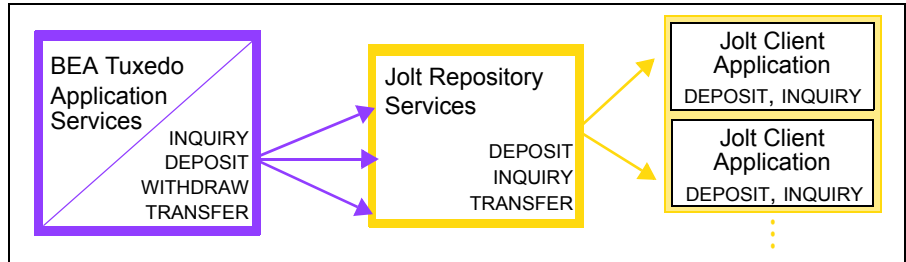 BEA Tuxedo
Application
Services
INQUIRY
DEPOSIT
WITHDRAW
TRANSFER
Jolt Repository
Services
DEPOSIT
INQUIRY
TRANSFER
Jolt Client
Application
DEPOSIT, INQUIRY
Jolt Client
Application
DEPOSIT, INQUIRY